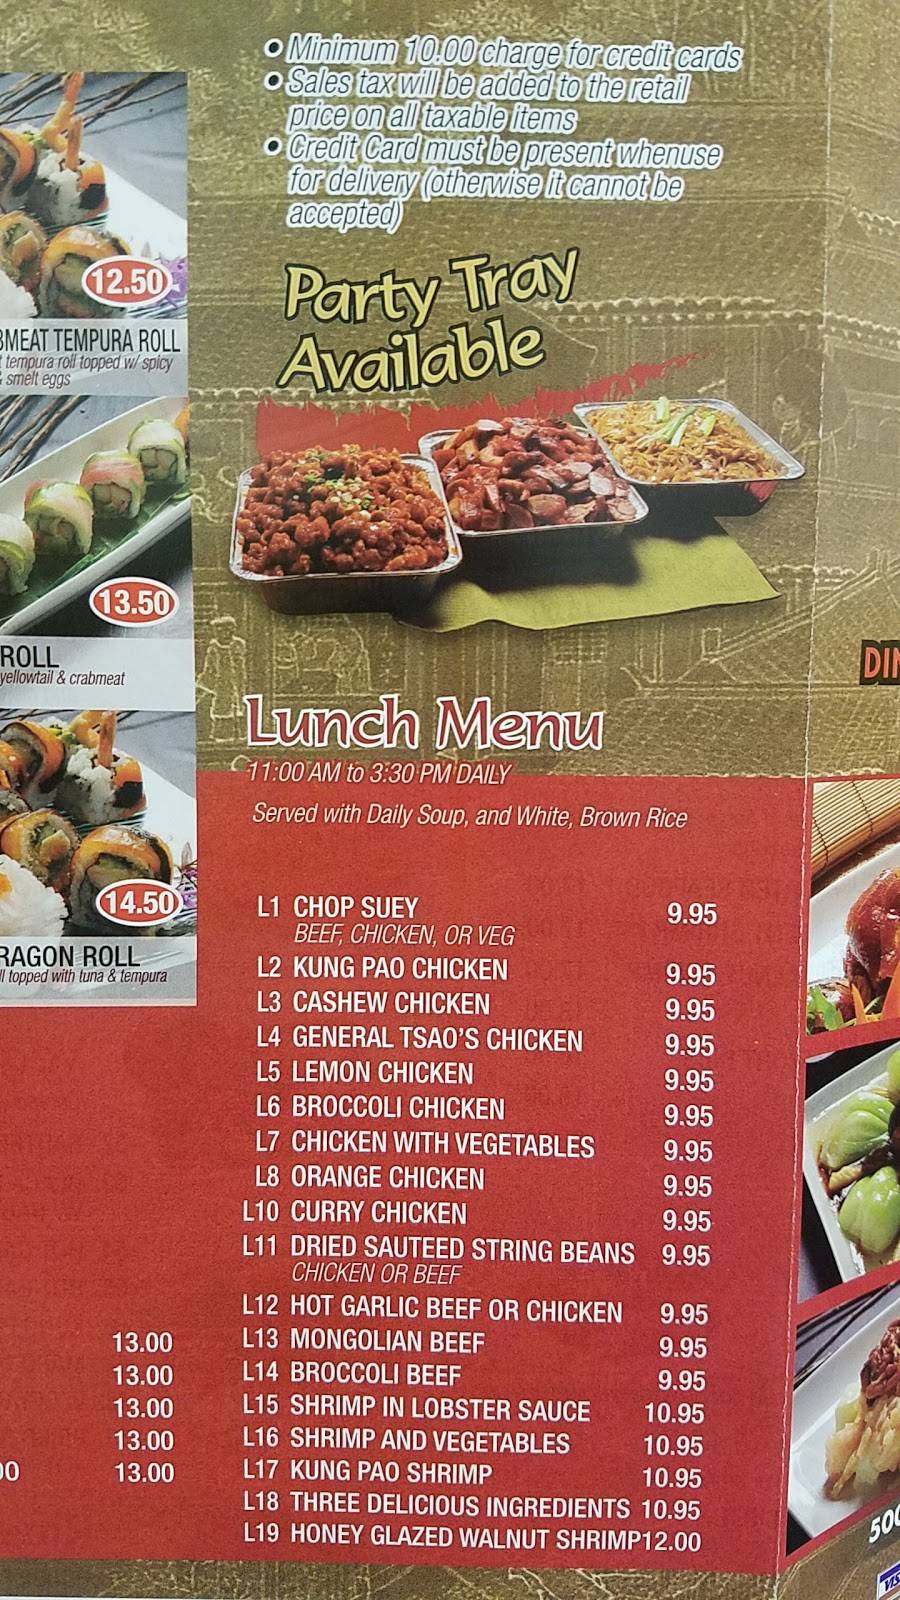 • Minimum 10.00 charge for credit cards
• Sales tax will be added to the retail
price on all taxable items
• Credit Card must be present whenuse
for delivery (otherwise it cannot be
accepted)
Party Tray
Available
12.50
BMEAT TEMPURA ROLL
tempura roll topped w/ spicy
& smelt eggs
13.50
ROLL
yellowtail & crabmeat
14.50
RAGON ROLL
ll topped with tuna & tempura
13.00
13.00
13.00
13.00
00 13.00
Lunch Menu
11:00 AM to 3:30 PM DAILY
Served with Daily Soup, and White, Brown Rice
L1 CHOP SUEY 9.95
BEEF, CHICKEN, OR VEG
L2 KUNG PAO CHICKEN 9.95
L3 CASHEW CHICKEN 9.95
L4 GENERAL TSAO'S CHICKEN 9.95
L5 LEMON CHICKEN 9.95
L6 BROCCOLI CHICKEN 9.95
L7 CHICKEN WITH VEGETABLES 9.95
L8 ORANGE CHICKEN 9.95
L10 CURRY CHICKEN 9.95
L11 DRIED SAUTEED STRING BEANS 9.95
CHICKEN OR BEEF
L12 HOT GARLIC BEEF OR CHICKEN 9.95
L13 MONGOLIAN BEEF 9.95
L14 BROCCOLI BEEF 9.95
L15 SHRIMP IN LOBSTER SAUCE 10.95
L16 SHRIMP AND VEGETABLES 10.95
L17 KUNG PAO SHRIMP 10.95
L18 THREE DELICIOUS INGREDIENTS 10.95
L19 HONEY GLAZED WALNUT SHRIMP12.00
DIN
500
VIS